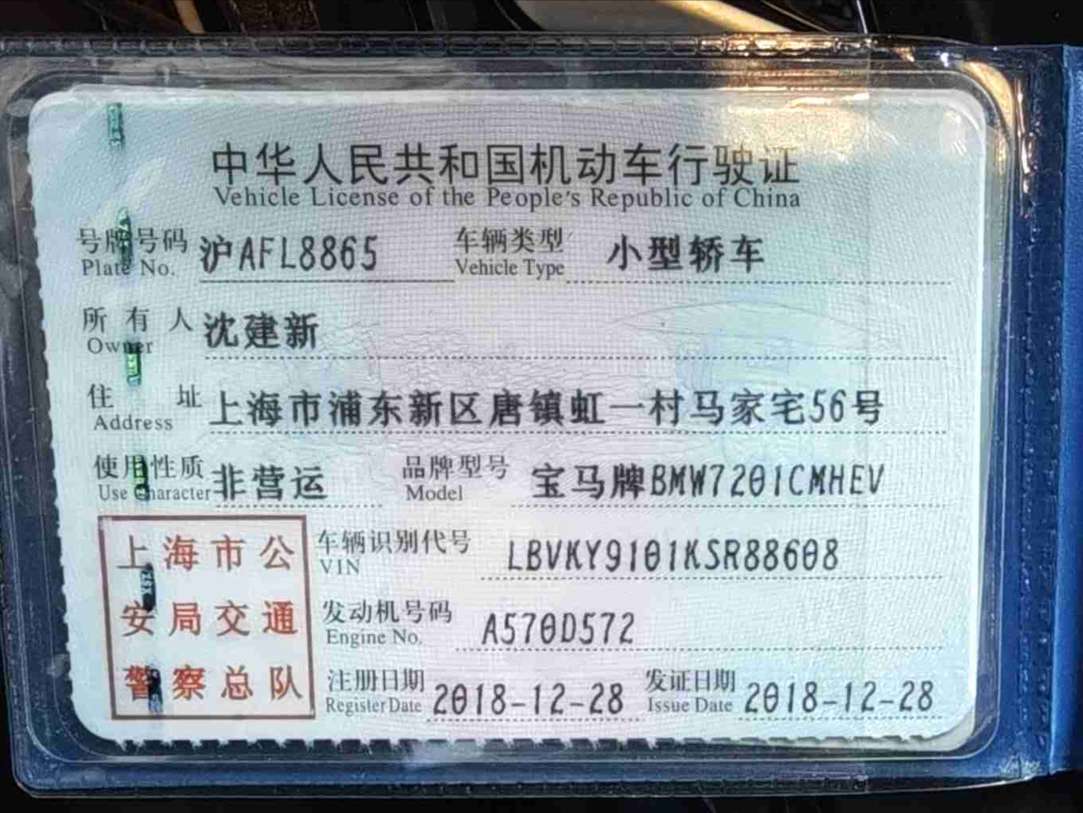 中华人民共和国机动车行驶证
Vehicle License of the People's Republic of China
号牌号码 沪AFL8865 车辆类型 小型轿车
Plate No. Vehicle Type
所有人 沈建新
Owner
住址 上海市浦东新区唐镇虹一村马家宅56号
Address
使用性质 非营运 品牌型号 宝马牌BMW7201CMHEV
Use Character Model
车辆识别代号 LBVKY9101KSR88608
VIN
发动机号码 A570D572
Engine No.
注册日期 2018-12-28 发证日期 2018-12-28
Register Date Issue Date
上海市公
安局交通
警察总队